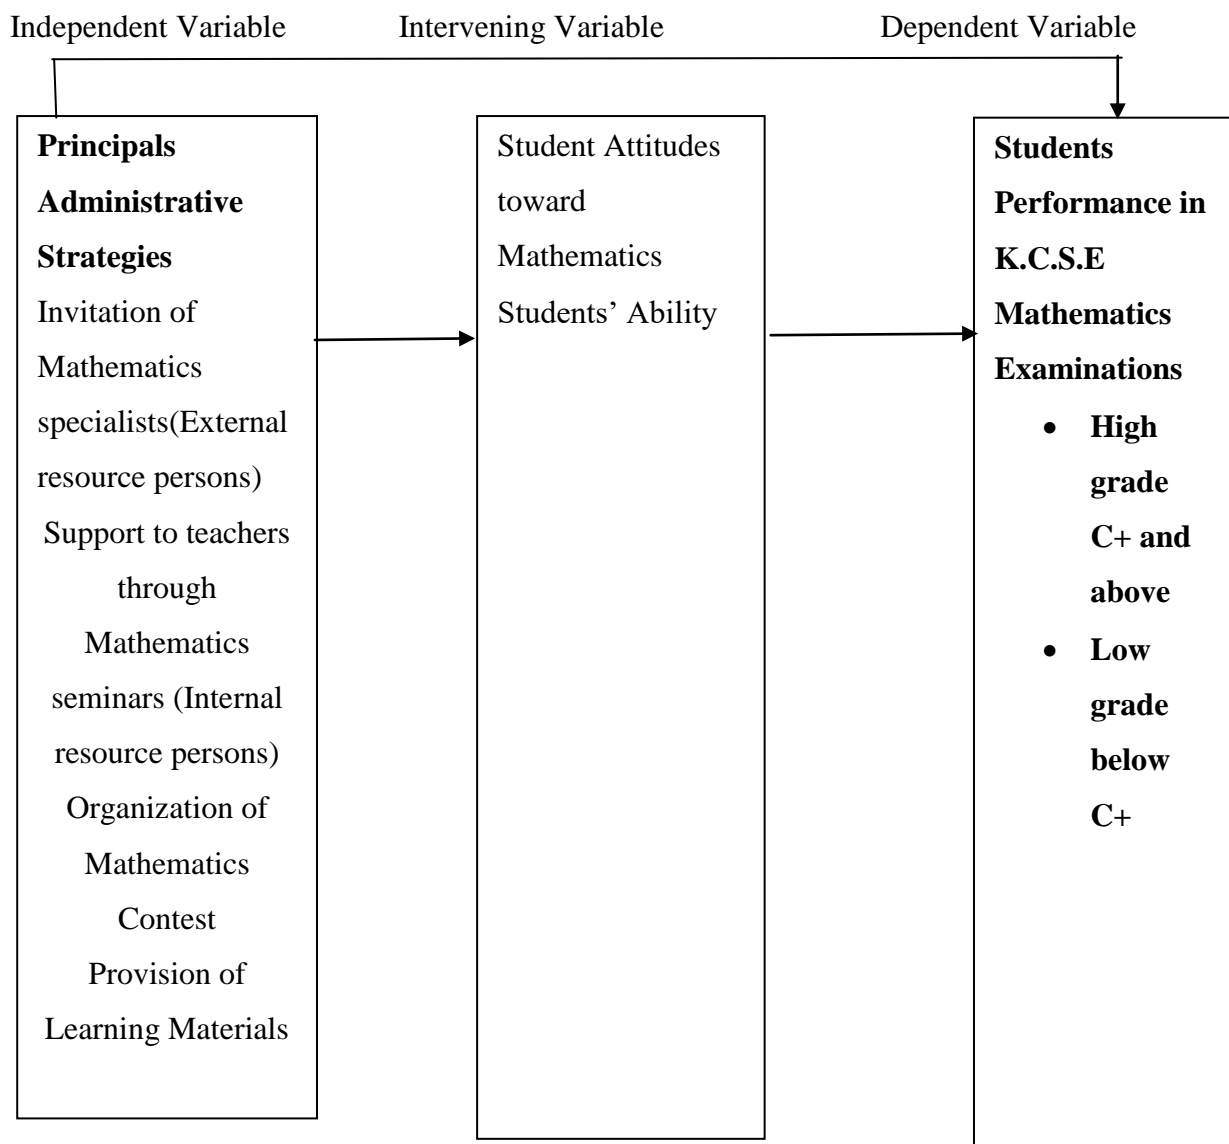 Independent Variable
Intervening Variable
Dependent Variable
Principals
Administrative
Strategies
Invitation of
Mathematics
specialists(External
resource persons)
Support to teachers
through
Mathematics
seminars (Internal
resource persons)
Organization of
Mathematics
Contest
Provision of
Learning Materials
Student Attitudes
toward
Mathematics
Students’ Ability
Students
Performance in
K.C.S.E
Mathematics
Examinations
• High
grade
C+ and
above
• Low
grade
below
C+